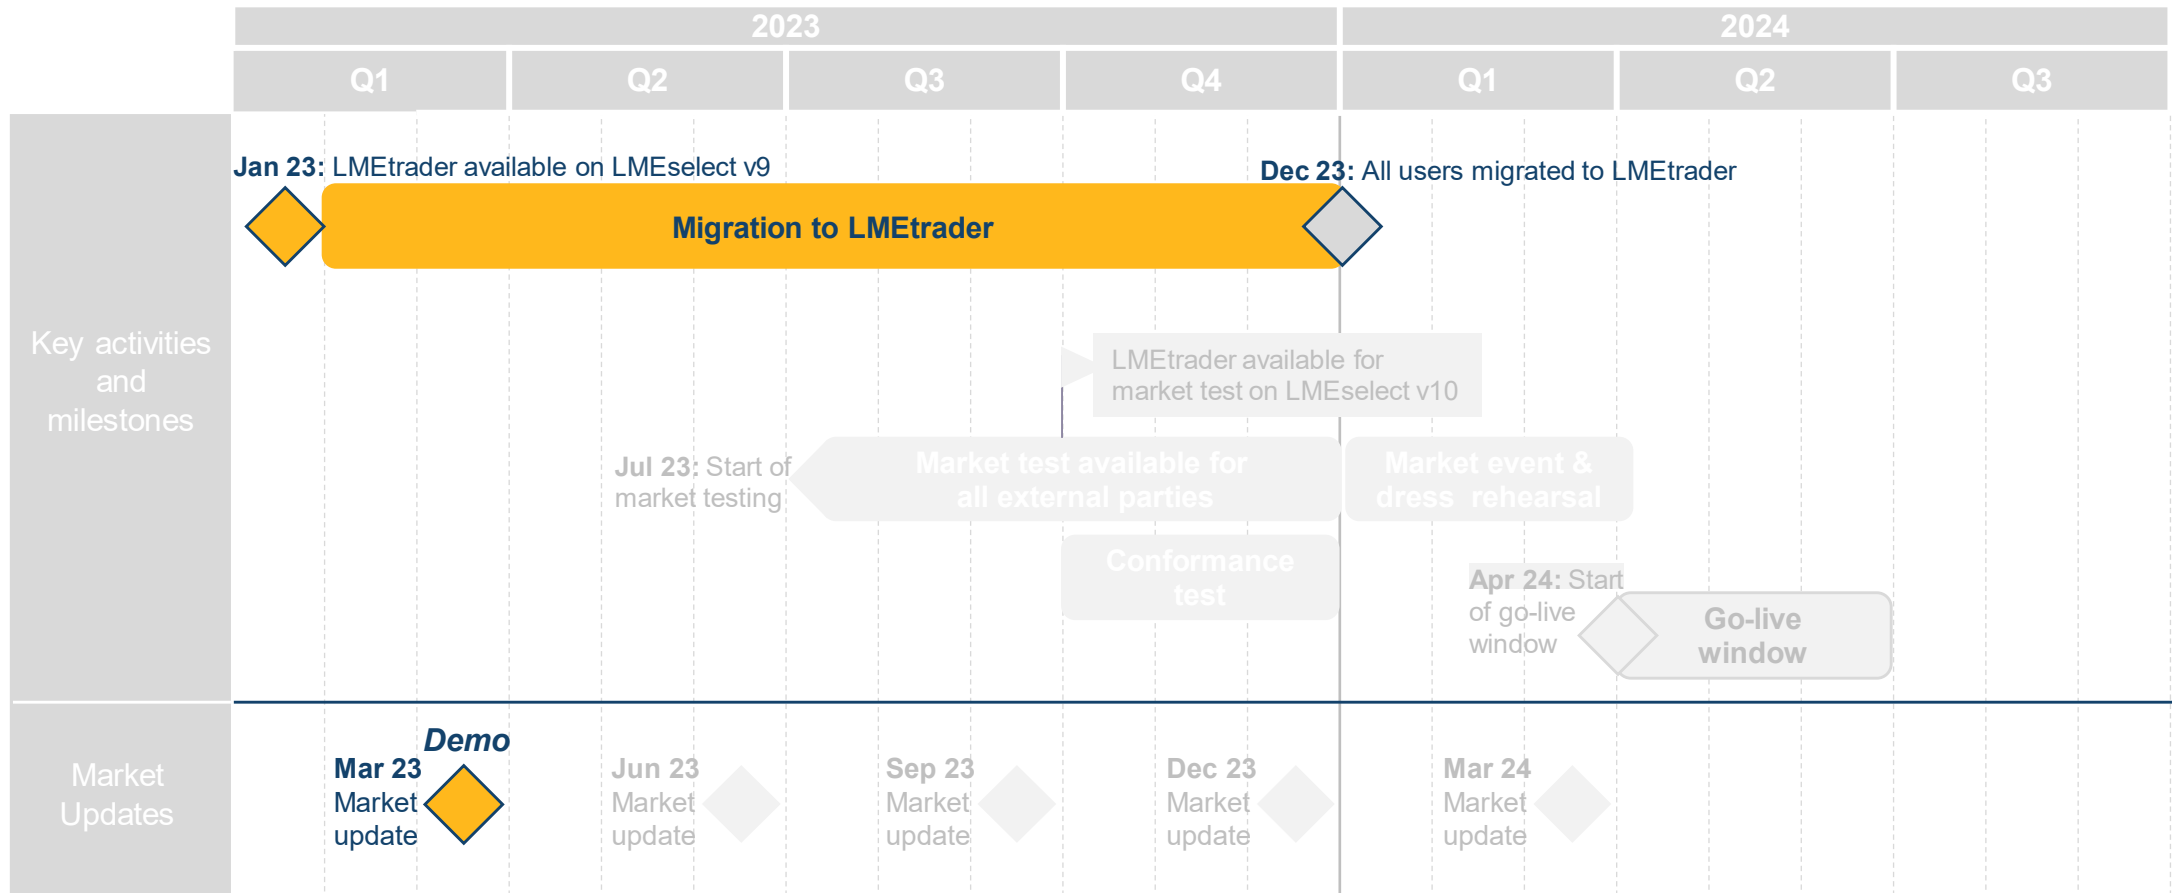 2023
2024
Q1
Q2
Q3
Q4
Q1
Q2
Q3
Key activities
and
milestones
Jan 23: LMEtrader available on LMEselect v9
Dec 23: All users migrated to LMEtrader
Migration to LMEtrader
LMEtrader available for
market test on LMEselect v10
Jul 23: Start of
market testing
Market test available for
all external parties
Market event &
dress rehearsal
Conformance
test
Apr 24: Start
of go-live
window
Go-live
window
Market
Updates
Demo
Mar 23
Market
update
Jun 23
Market
update
Sep 23
Market
update
Dec 23
Market
update
Mar 24
Market
update